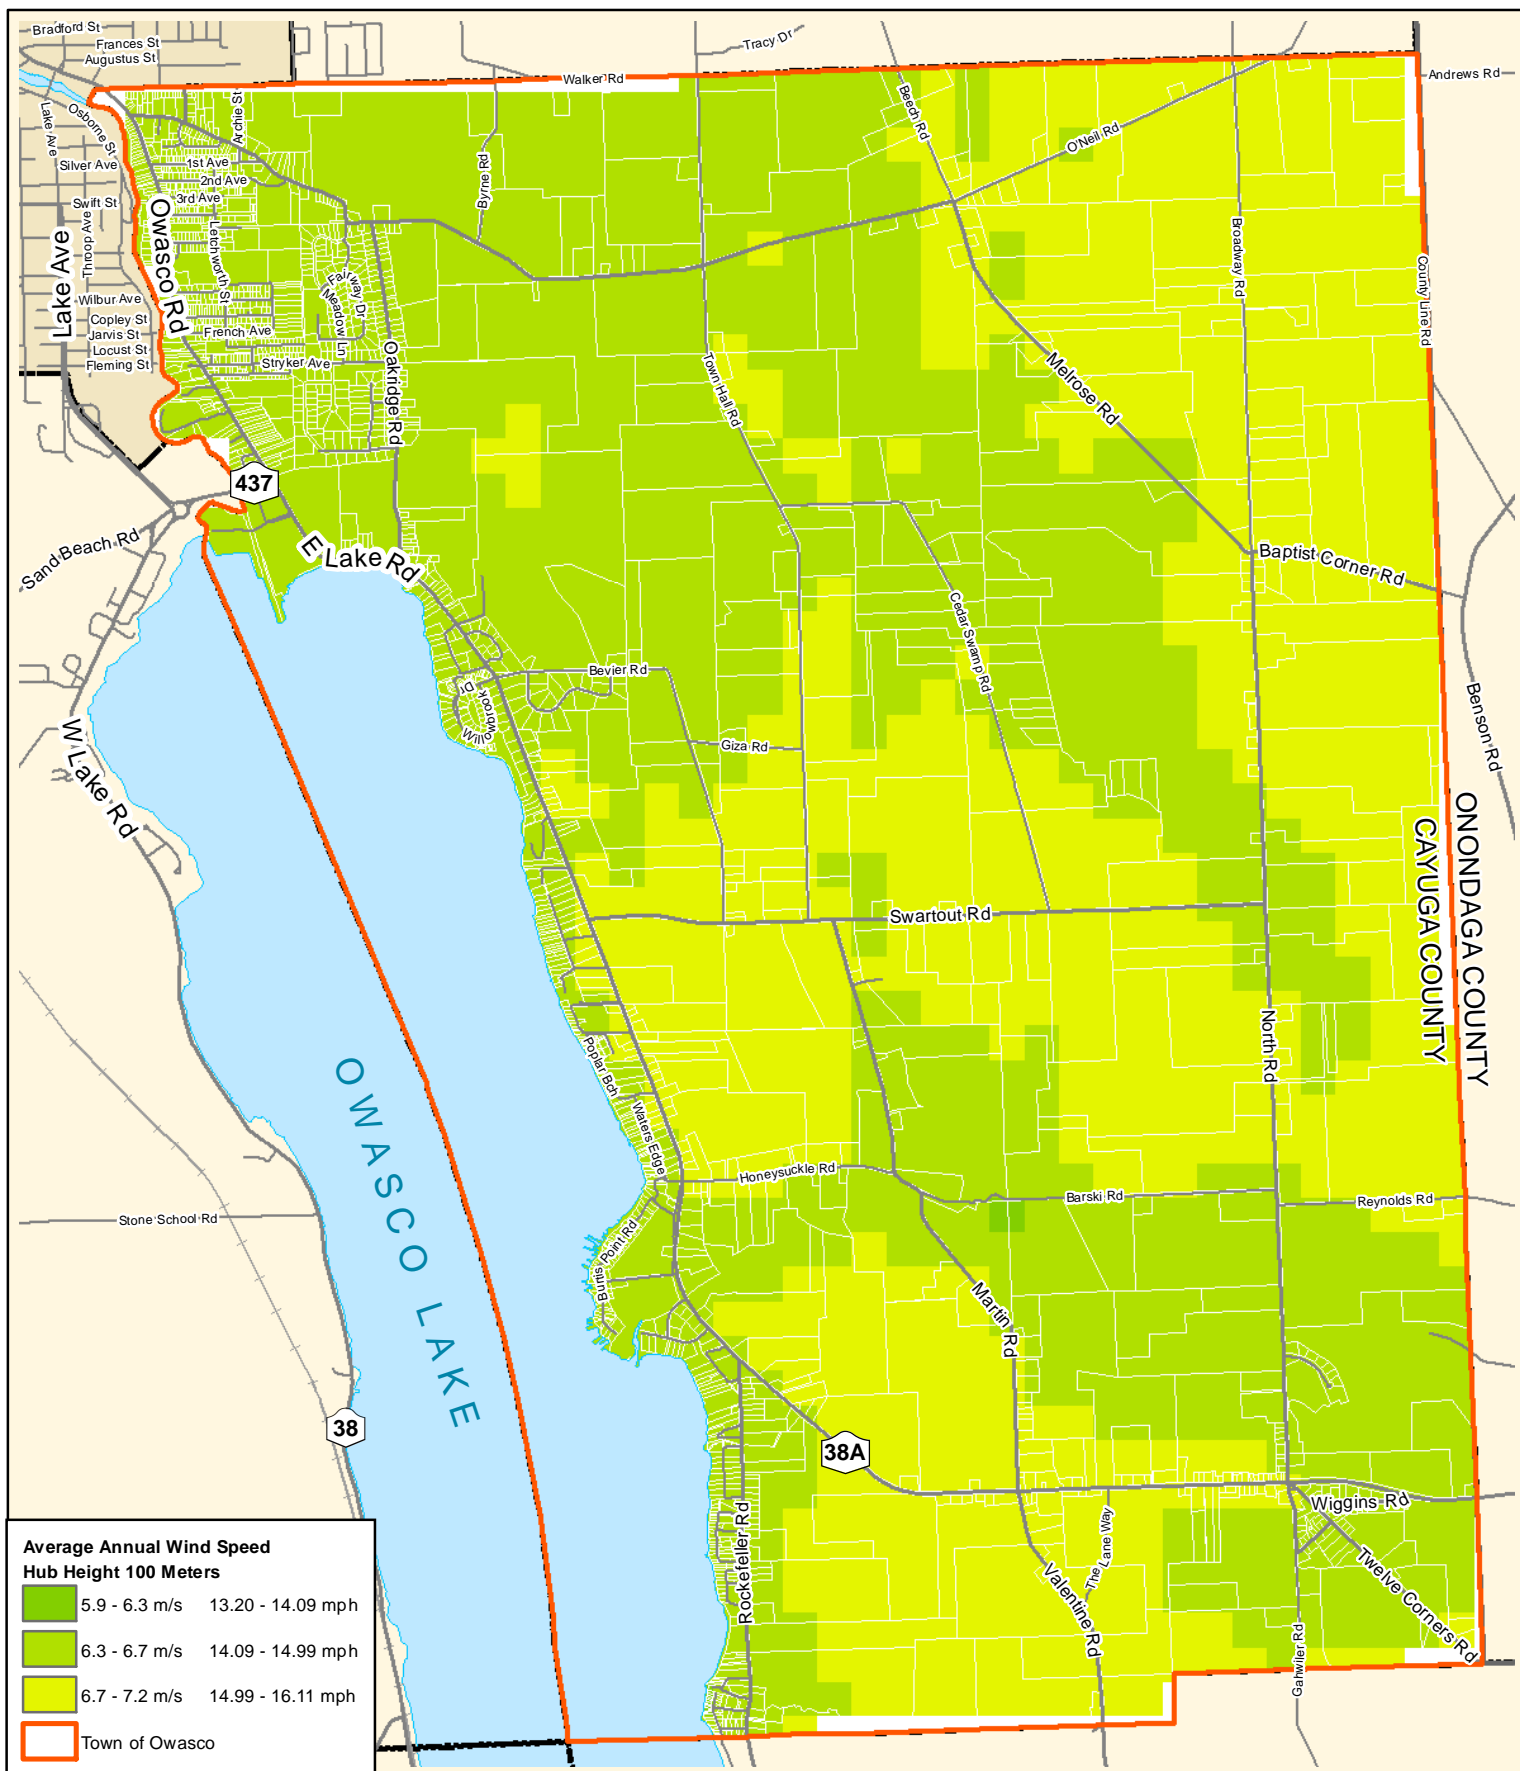 Bradford St
Frances St
Augustus St
Tracy Dr
Walker Rd
Andrews Rd
Lake Ave
Osborne St
Archie St
Beech Rd
O'Neil Rd
Silver Ave
1st Ave
2nd Ave
3rd Ave
Byrne Rd
Swift St
Throop Ave
Owasco Rd
Letchworth St
Lake Ave
Broadway Rd
County Line Rd
Wilbur Ave
Copley St
Jarvis St
Locust St
Fleming St
Fairway Dr
Meadow Ln
French Ave
Stryker Ave
Oakridge Rd
Town Hall Rd
Melrose Rd
437
Sand Beach Rd
E Lake Rd
Baptist Corner Rd
Cedar Swamp Rd
Bevier Rd
Willowbrook Dr
Giza Rd
Benson Rd
W Lake Rd
ONONDAGA COUNTY
CAYUGA COUNTY
Swartout Rd
North Rd
Poplar Bch
Waters Edge
OWASCO LAKE
Honeysuckle Rd
Barski Rd
Reynolds Rd
Stone School Rd
Burtis Point Rd
Martin Rd
38
38A
Wiggins Rd
Rockefeller Rd
The Lane Way
Valentine Rd
Twelve Corners Rd
Gahwiler Rd
Average Annual Wind Speed
Hub Height 100 Meters
5.9 - 6.3 m/s 13.20 - 14.09 mph
6.3 - 6.7 m/s 14.09 - 14.99 mph
6.7 - 7.2 m/s 14.99 - 16.11 mph
Town of Owasco